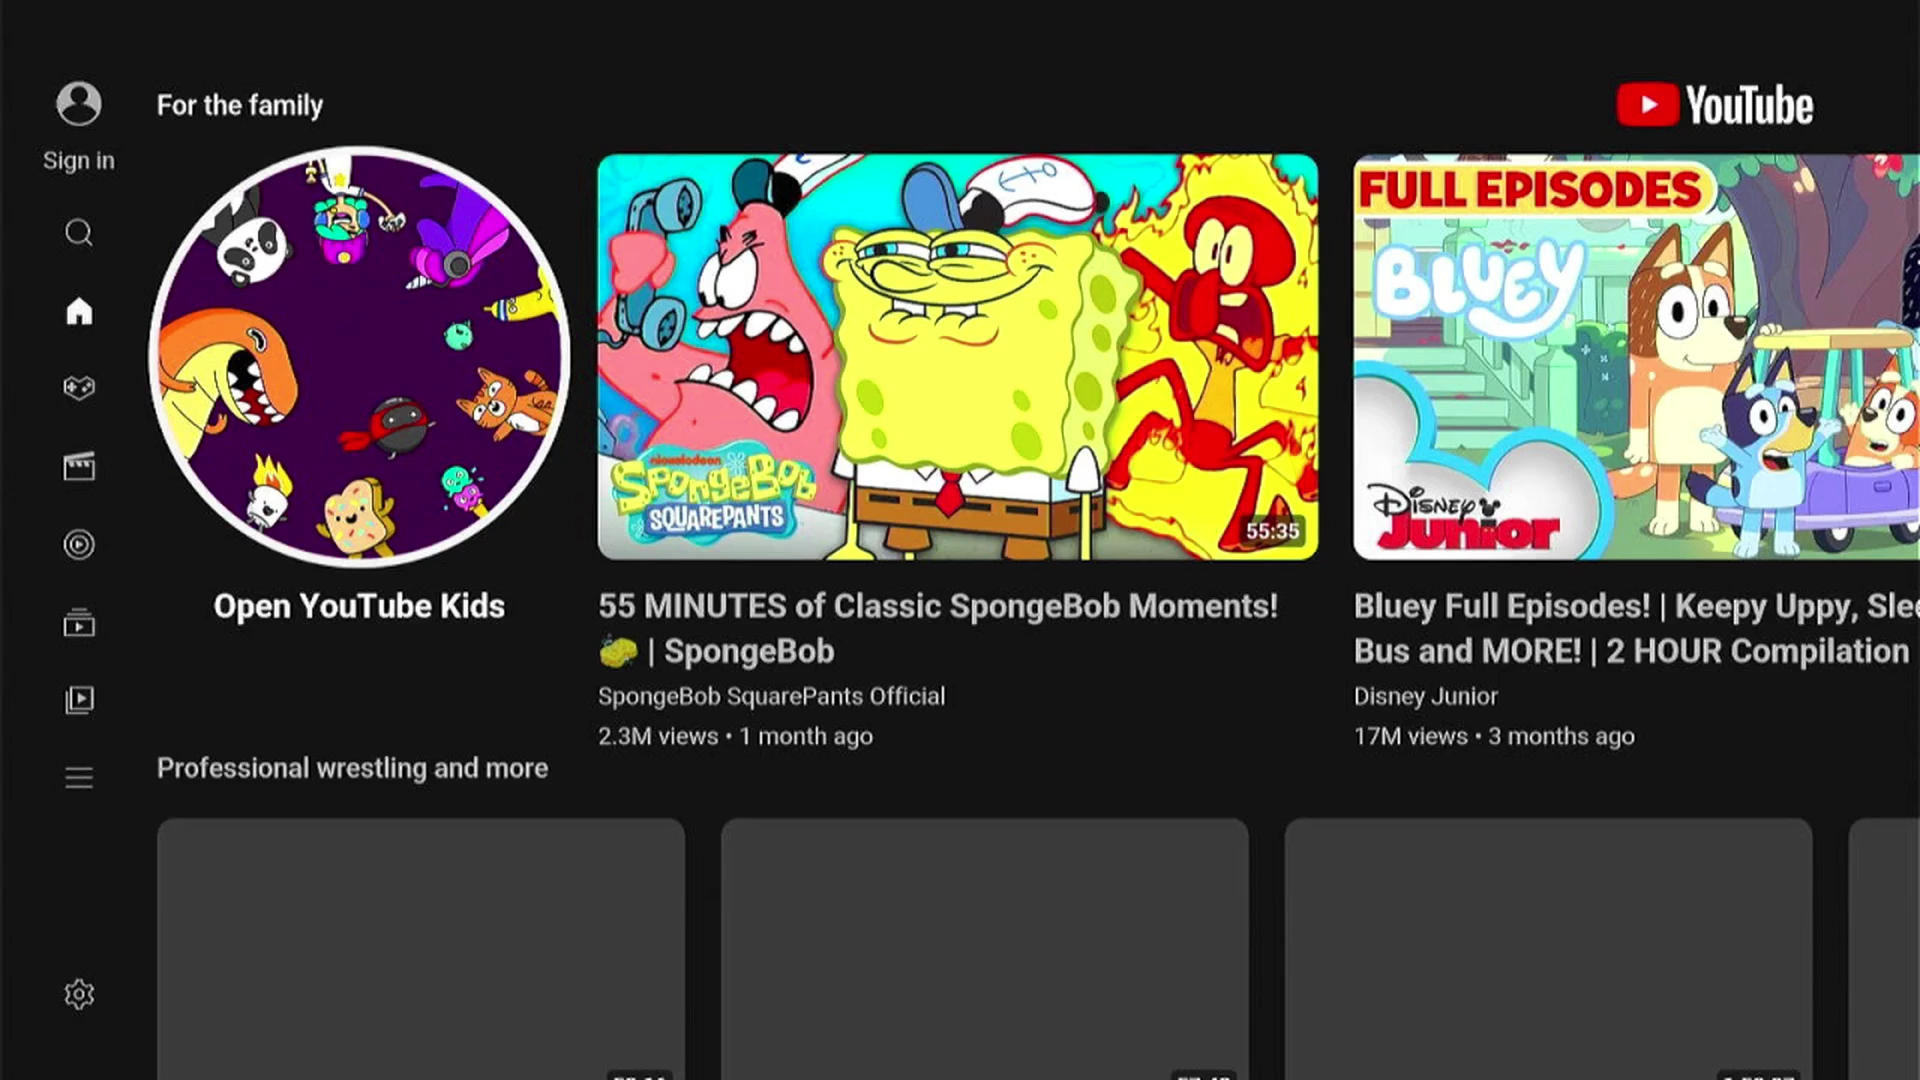 For the family
YouTube
Sign in
FULL EPISODES
BLUEY
nickelodeon
SPONGEBOB
SQUAREPANTS
55:35
DISNEY
JUNIOR
Open YouTube Kids
55 MINUTES of Classic SpongeBob Moments!
🧽 | SpongeBob
SpongeBob SquarePants Official
2.3M views • 1 month ago
Bluey Full Episodes! | Keepy Uppy,
Bus and MORE! | 2 HOUR Compilation
Disney Junior
17M views • 3 months ago
Professional wrestling and more